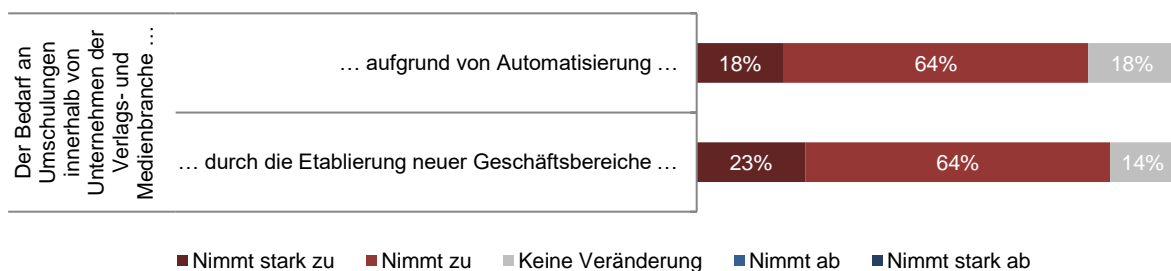 Der Bedarf an
Umschulungen
innerhalb von
Unternehmen der
Verlags- und
Medienbranche …
… aufgrund von Automatisierung …
18% 64% 18%
… durch die Etablierung neuer Geschäftsbereiche …
23% 64% 14%
Nimmt stark zu Nimmt zu Keine Veränderung Nimmt ab Nimmt stark ab